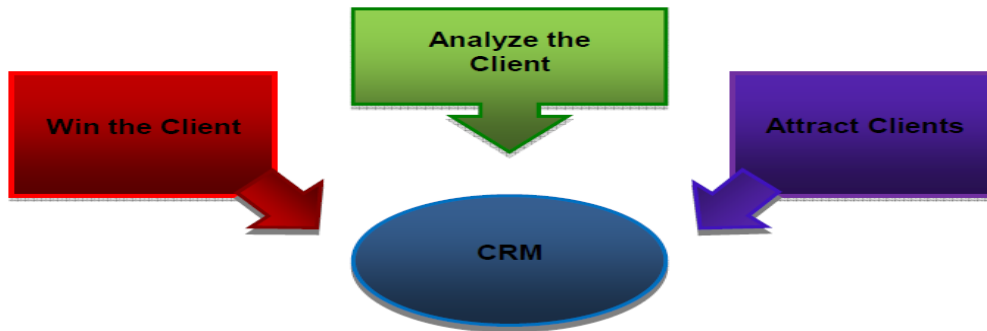 Analyze the
Client
Win the Client
Attract Clients
CRM